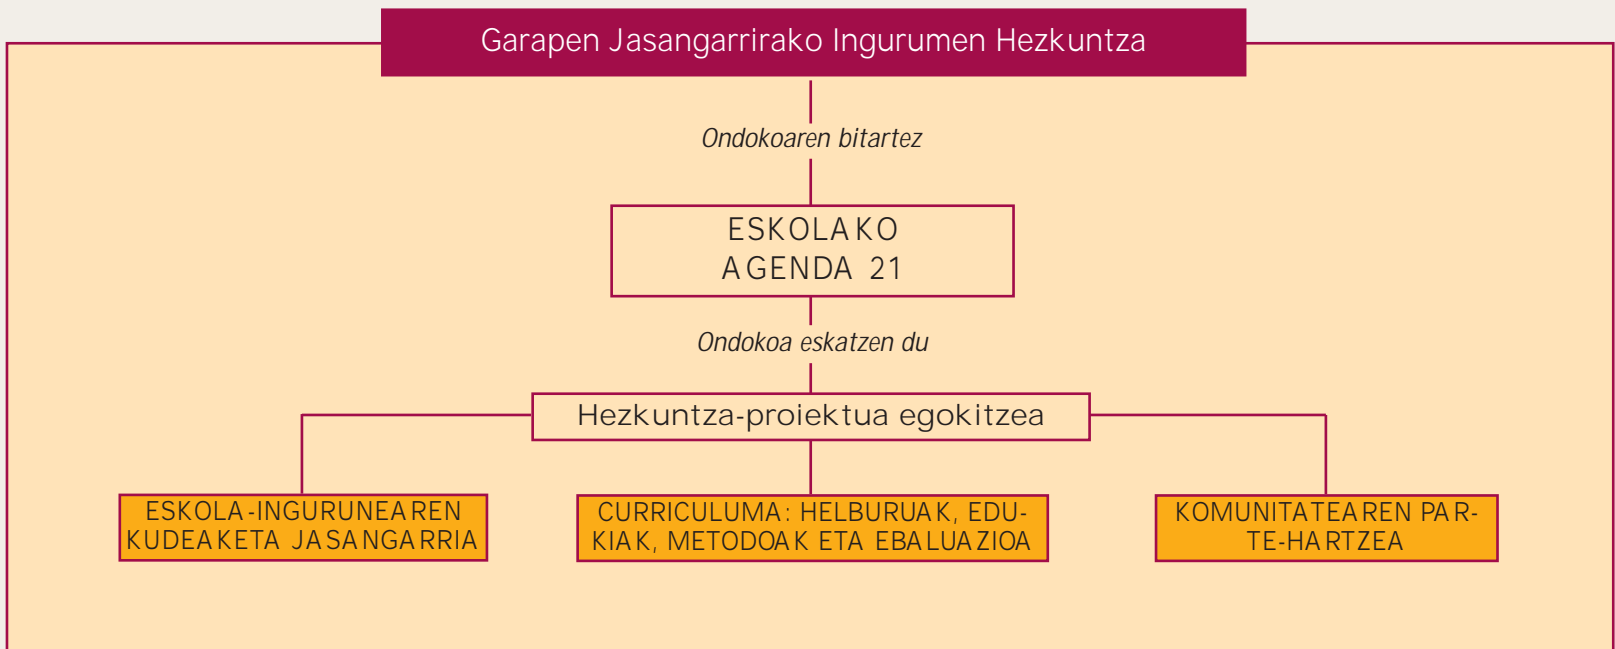 Garapen Jasangarrirako Ingurumen Hezkuntza
Ondokoaren bitartez
ESKOLAKO
AGENDA 21
Ondokoa eskatzen du
Hezkuntza-proiektua egokitzea
ESKOLA-INGURUNEAREN
KUDEAKETA JASANGARRIA
CURRICULUMA: HELBURUAK, EDU-
KIAK, METODOAK ETA EBALUAZIOA
KOMUNITATEAREN PAR-
TE-HARTZEA